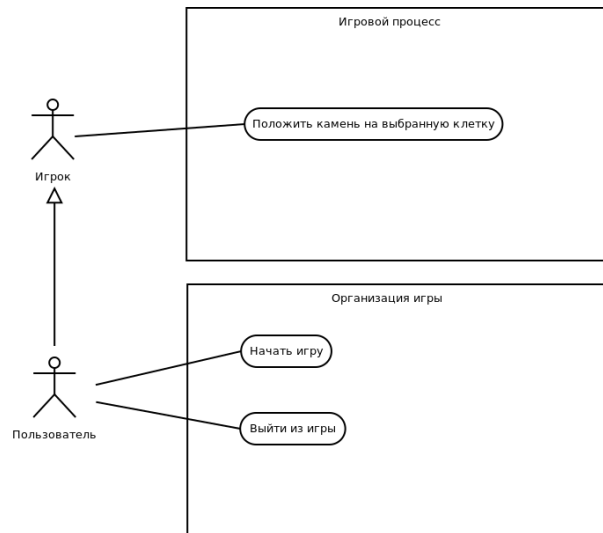 Игровой процесс
Положить камень на выбранную клетку
Игрок
Организация игры
Начать игру
Выйти из игры
Пользователь